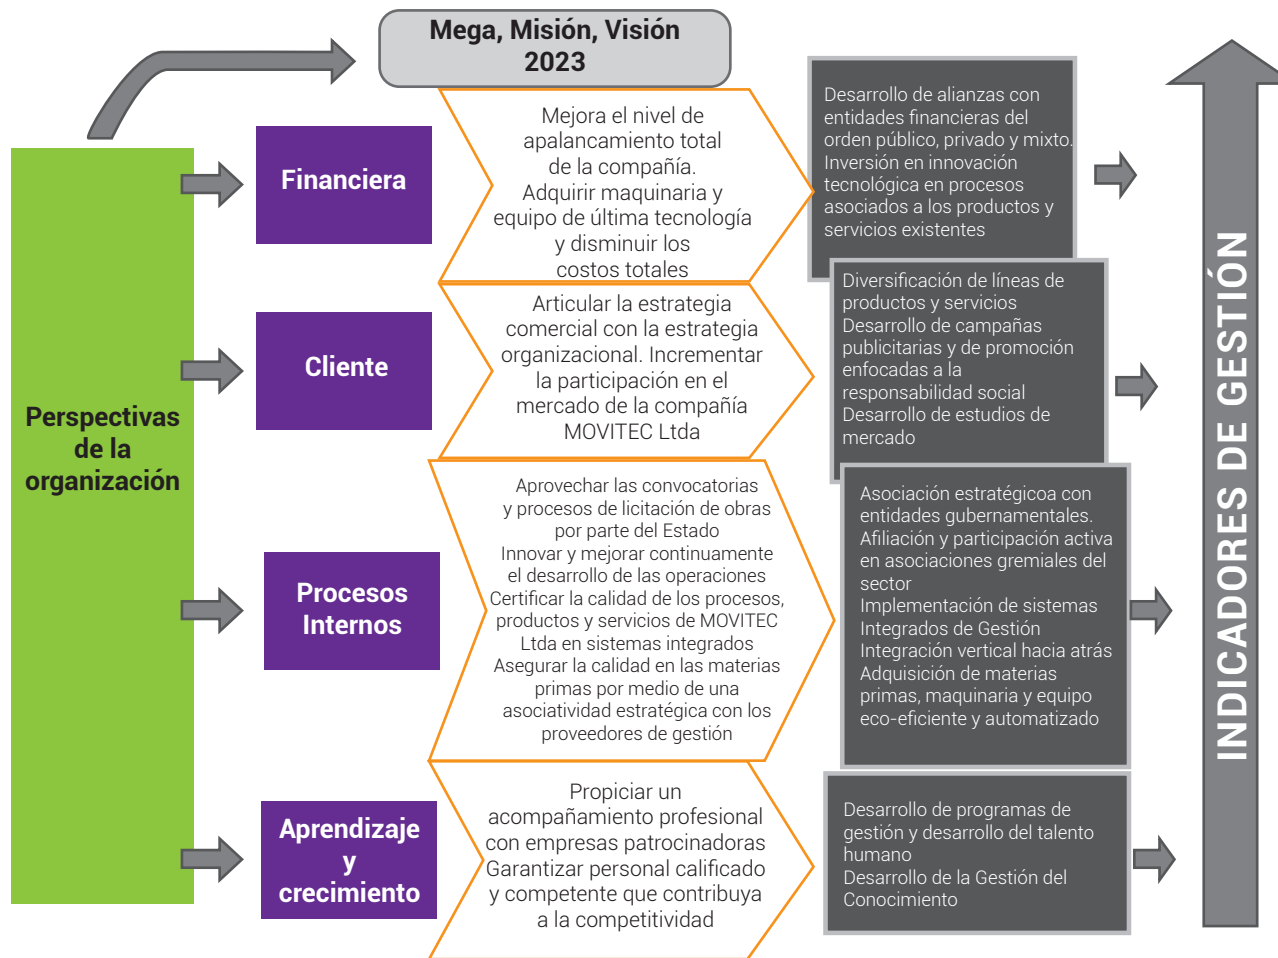 Mega, Misión, Visión
2023
Perspectivas
de la
organización
Financiera
Mejora el nivel de
apalancamiento total
de la compañía.
Adquirir maquinaria y
equipo de última tecnología
y disminuir los
costos totales
Desarrollo de alianzas con
entidades financieras del
orden público, privado y mixto.
Inversión en innovación
tecnológica en procesos
asociados a los productos y
servicios existentes
Cliente
Articular la estrategia
comercial con la estrategia
organizacional. Incrementar
la participación en el
mercado de la compañía
MOVITEC Ltda
Diversificación de líneas de
productos y servicios
Desarrollo de campañas
publicitarias y de promoción
enfocadas a la
responsabilidad social
Desarrollo de estudios de
mercado
Procesos
Internos
Aprovechar las convocatorias
y procesos de licitación de obras
por parte del Estado
Innovar y mejorar continuamente
el desarrollo de las operaciones
Certificar la calidad de los procesos,
productos y servicios de MOVITEC
Ltda en sistemas integrados
Asegurar la calidad en las materias
primas por medio de una
asociatividad estratégica con los
proveedores de gestión
Asociación estratégicoa con
entidades gubernamentales.
Afiliación y participación activa
en asociaciones gremiales del
sector
Implementación de sistemas
Integrados de Gestión
Integración vertical hacia atrás
Adquisición de materias
primas, maquinaria y equipo
eco-eficiente y automatizado
Aprendizaje
y
crecimiento
Propiciar un
acompañamiento profesional
con empresas patrocinadoras
Garantizar personal calificado
y competente que contribuya
a la competitividad
Desarrollo de programas de
gestión y desarrollo del talento
humano
Desarrollo de la Gestión del
Conocimiento
INDICADORES DE GESTIÓN